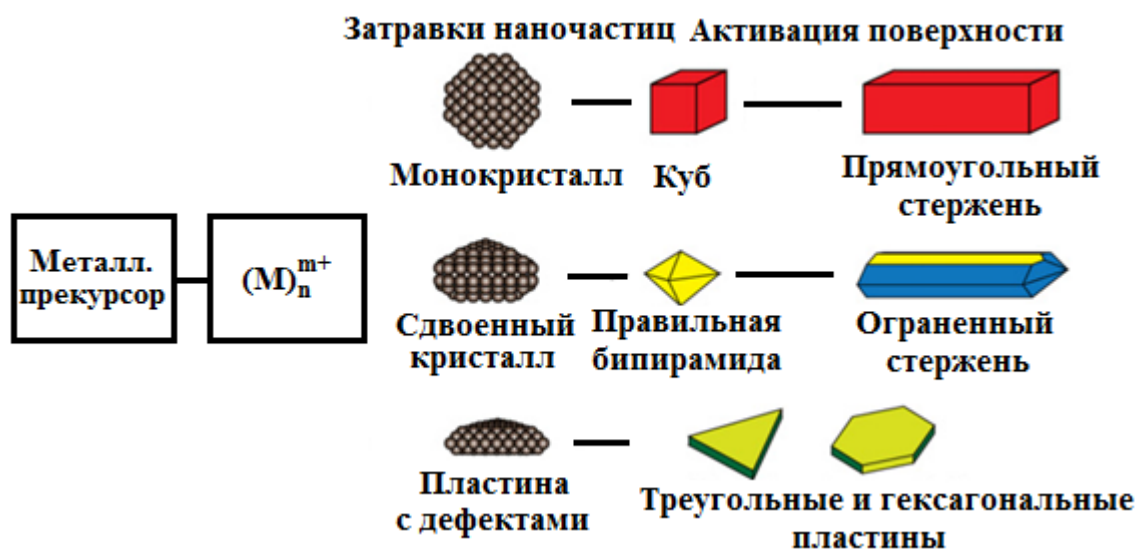 Затравки наночастиц Активация поверхности
Монокристалл
Куб
Прямоугольный
стержень
Металл.
прекурсор
(M)ₙᵐ⁺
Сдвоенный
кристалл
Правильная
бипирамида
Ограненный
стержень
Пластина
с дефектами
Треугольные и гексагональные
пластины